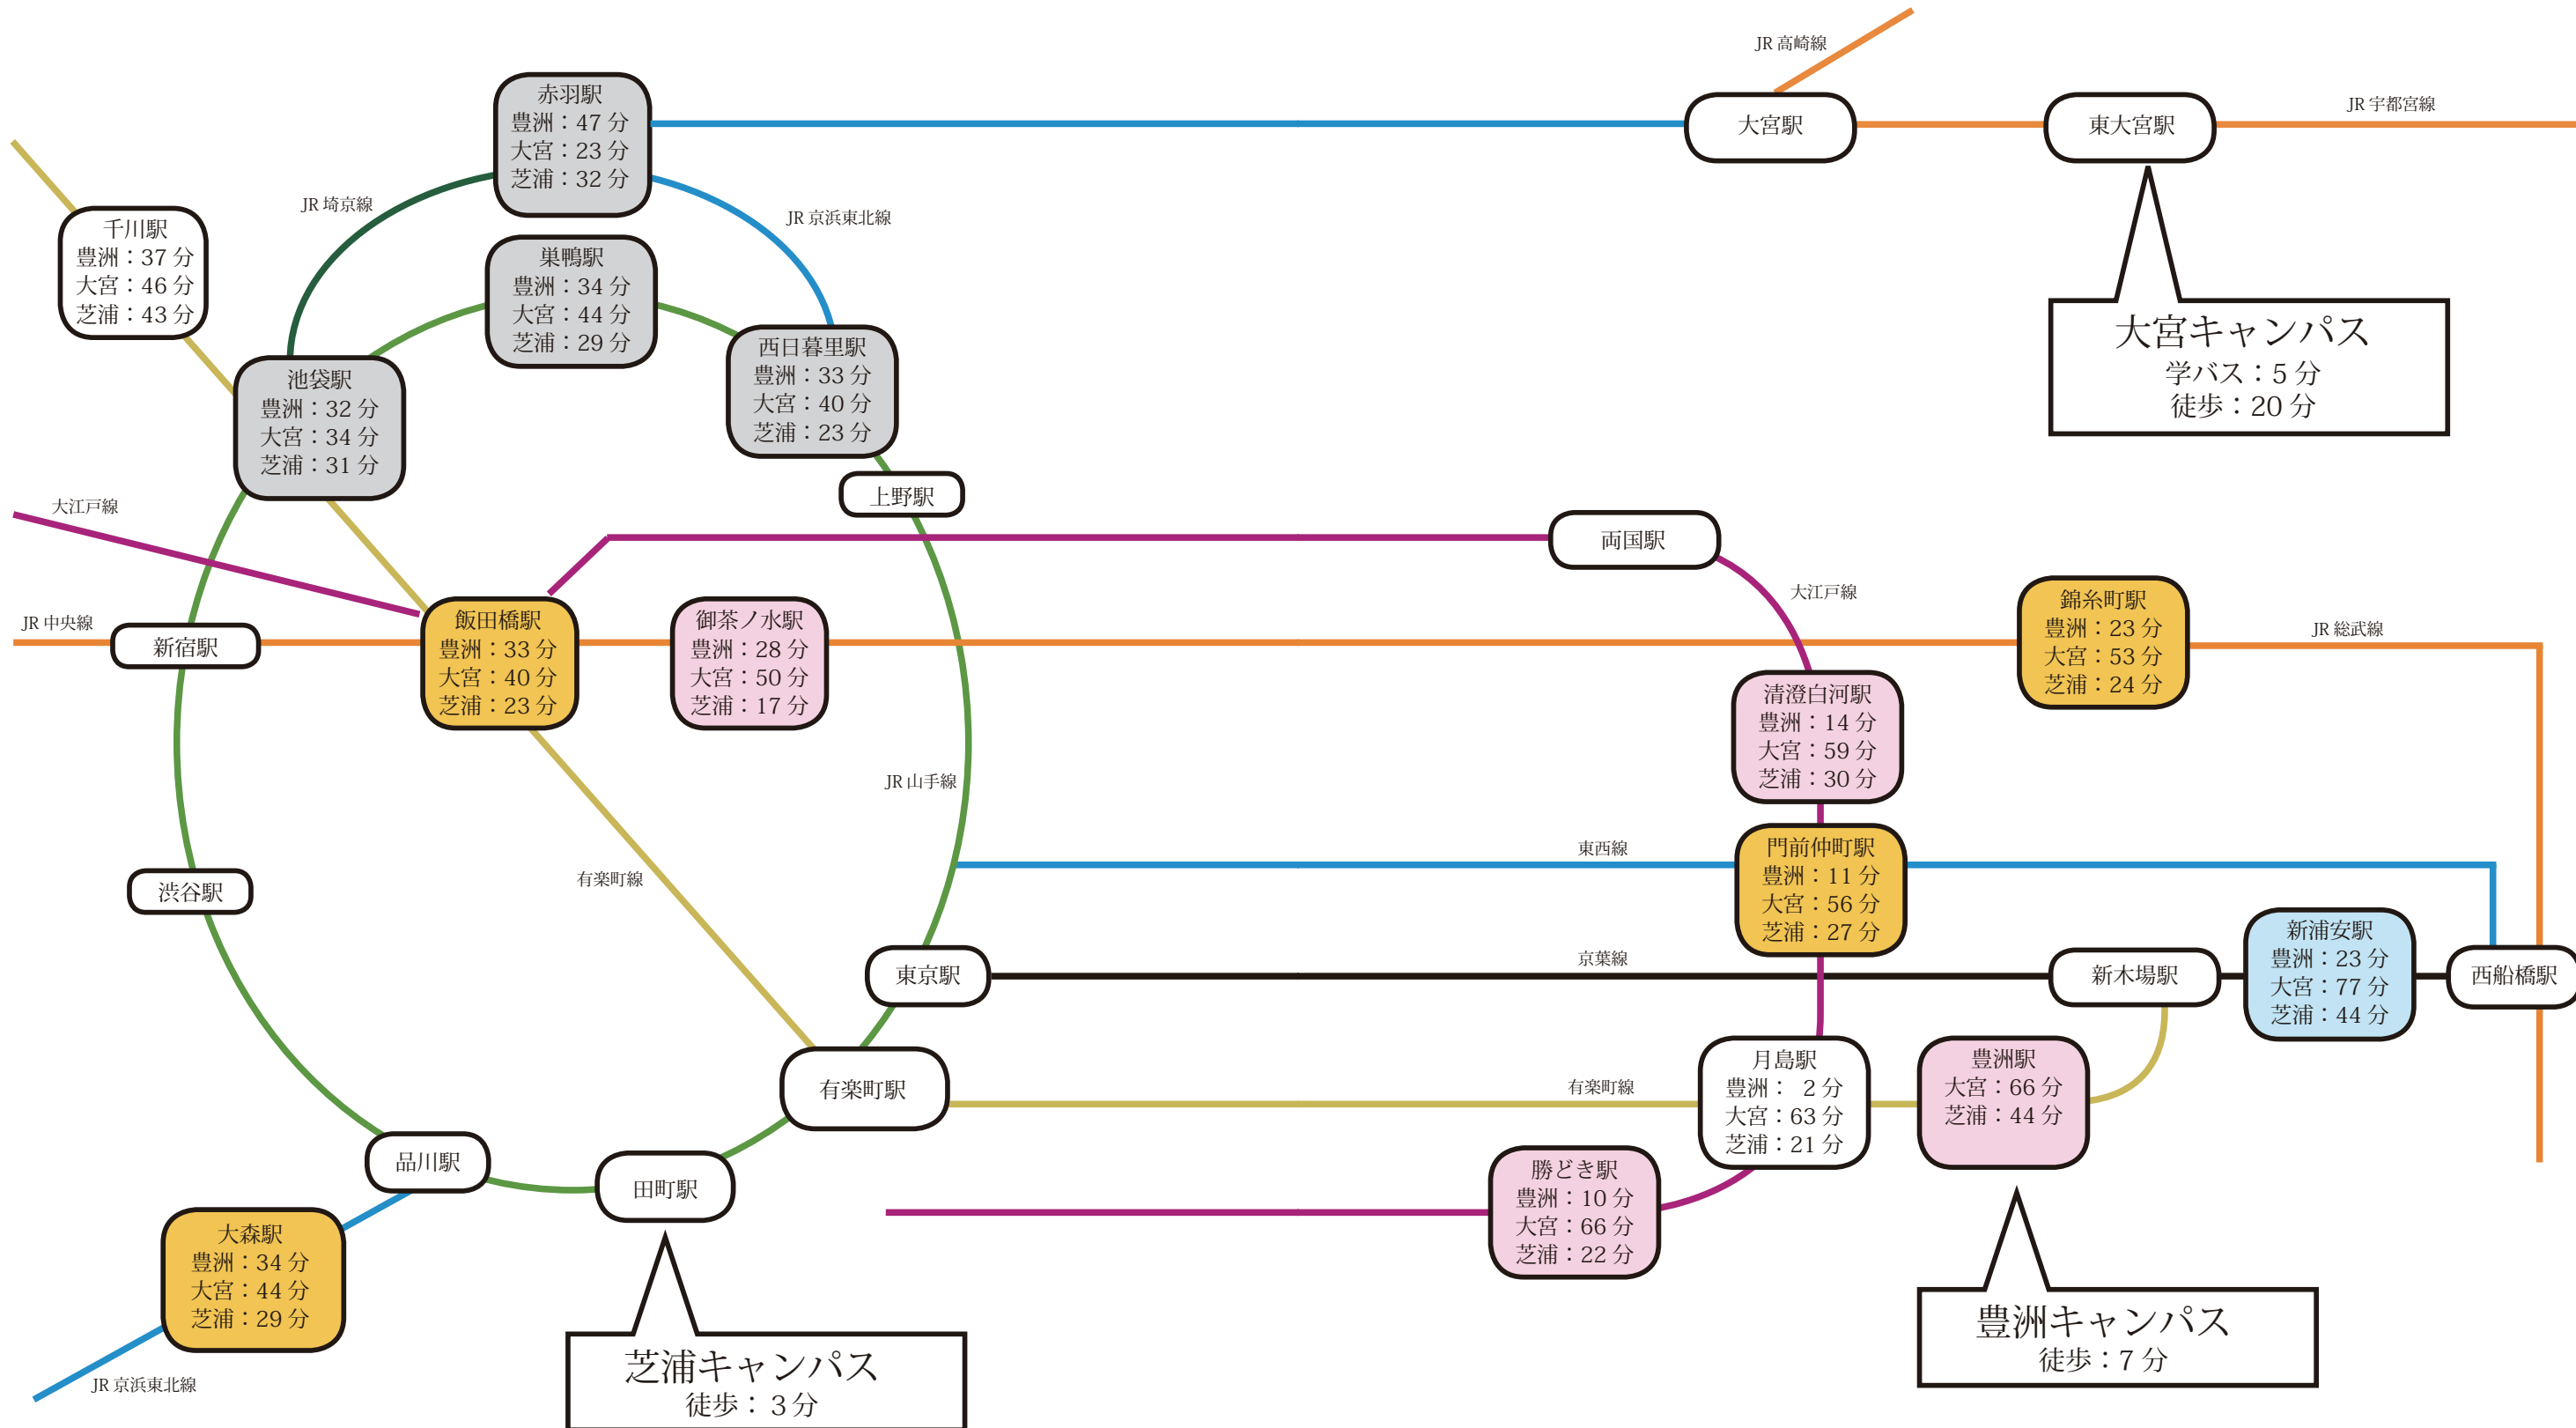 JR 高崎線
赤羽駅
豊洲：47 分
大宮：23 分
芝浦：32 分
大宮駅
東大宮駅
JR 宇都宮線
JR 埼京線
JR 京浜東北線
千川駅
豊洲：37 分
大宮：46 分
芝浦：43 分
巣鴨駅
豊洲：34 分
大宮：44 分
芝浦：29 分
西日暮里駅
豊洲：33 分
大宮：40 分
芝浦：23 分
大宮キャンパス
学バス：5 分
徒歩：20 分
池袋駅
豊洲：32 分
大宮：34 分
芝浦：31 分
上野駅
大江戸線
両国駅
大江戸線
JR 中央線
新宿駅
飯田橋駅
豊洲：33 分
大宮：40 分
芝浦：23 分
御茶ノ水駅
豊洲：28 分
大宮：50 分
芝浦：17 分
錦糸町駅
豊洲：23 分
大宮：53 分
芝浦：24 分
JR 総武線
清澄白河駅
豊洲：14 分
大宮：59 分
芝浦：30 分
JR 山手線
東西線
門前仲町駅
豊洲：11 分
大宮：56 分
芝浦：27 分
有楽町線
渋谷駅
東京駅
京葉線
新木場駅
新浦安駅
豊洲：23 分
大宮：77 分
芝浦：44 分
西船橋駅
有楽町駅
有楽町線
月島駅
豊洲： 2 分
大宮：63 分
芝浦：21 分
豊洲駅
大宮：66 分
芝浦：44 分
品川駅
田町駅
勝どき駅
豊洲：10 分
大宮：66 分
芝浦：22 分
大森駅
豊洲：34 分
大宮：44 分
芝浦：29 分
JR 京浜東北線
芝浦キャンパス
徒歩： 3 分
豊洲キャンパス
徒歩：7 分